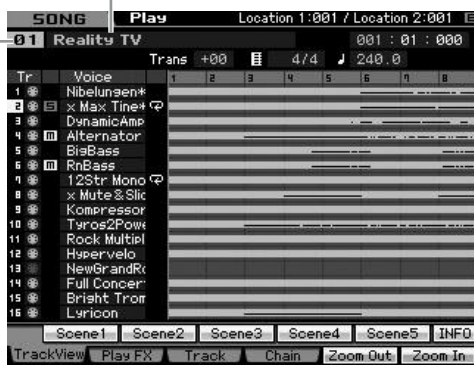 SONG Play Location 1:001 / Location 2:001
01 Reality TV 001 : 01 : 000
Trans +00 4/4 240.0
Tr Voice 1 2 3 4 5 6 7 8
1 Nibelungen*
2 S x Max Tine*
3 DynamicAmp
4 m Alternator
5 BigBass
6 m RnBass
7 12Str Mono
8 x Mute&Slic
9 Kompressor
10 Tyros2Powe
11 Rock Multipl
12 Hypervelo
13 NewGrandRo
14 Full Concer
15 Bright Trom
16 Lyricon
Scene1 Scene2 Scene3 Scene4 Scene5 INFO
TrackView Play FX Track Chain Zoom Out Zoom In